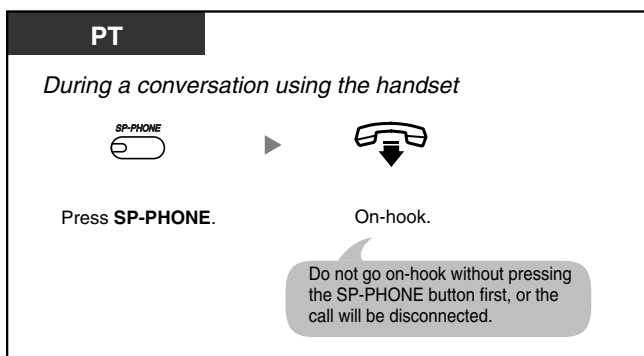 PT
During a conversation using the handset
SP-PHONE
Press SP-PHONE.
On-hook.
Do not go on-hook without pressing
the SP-PHONE button first, or the
call will be disconnected.